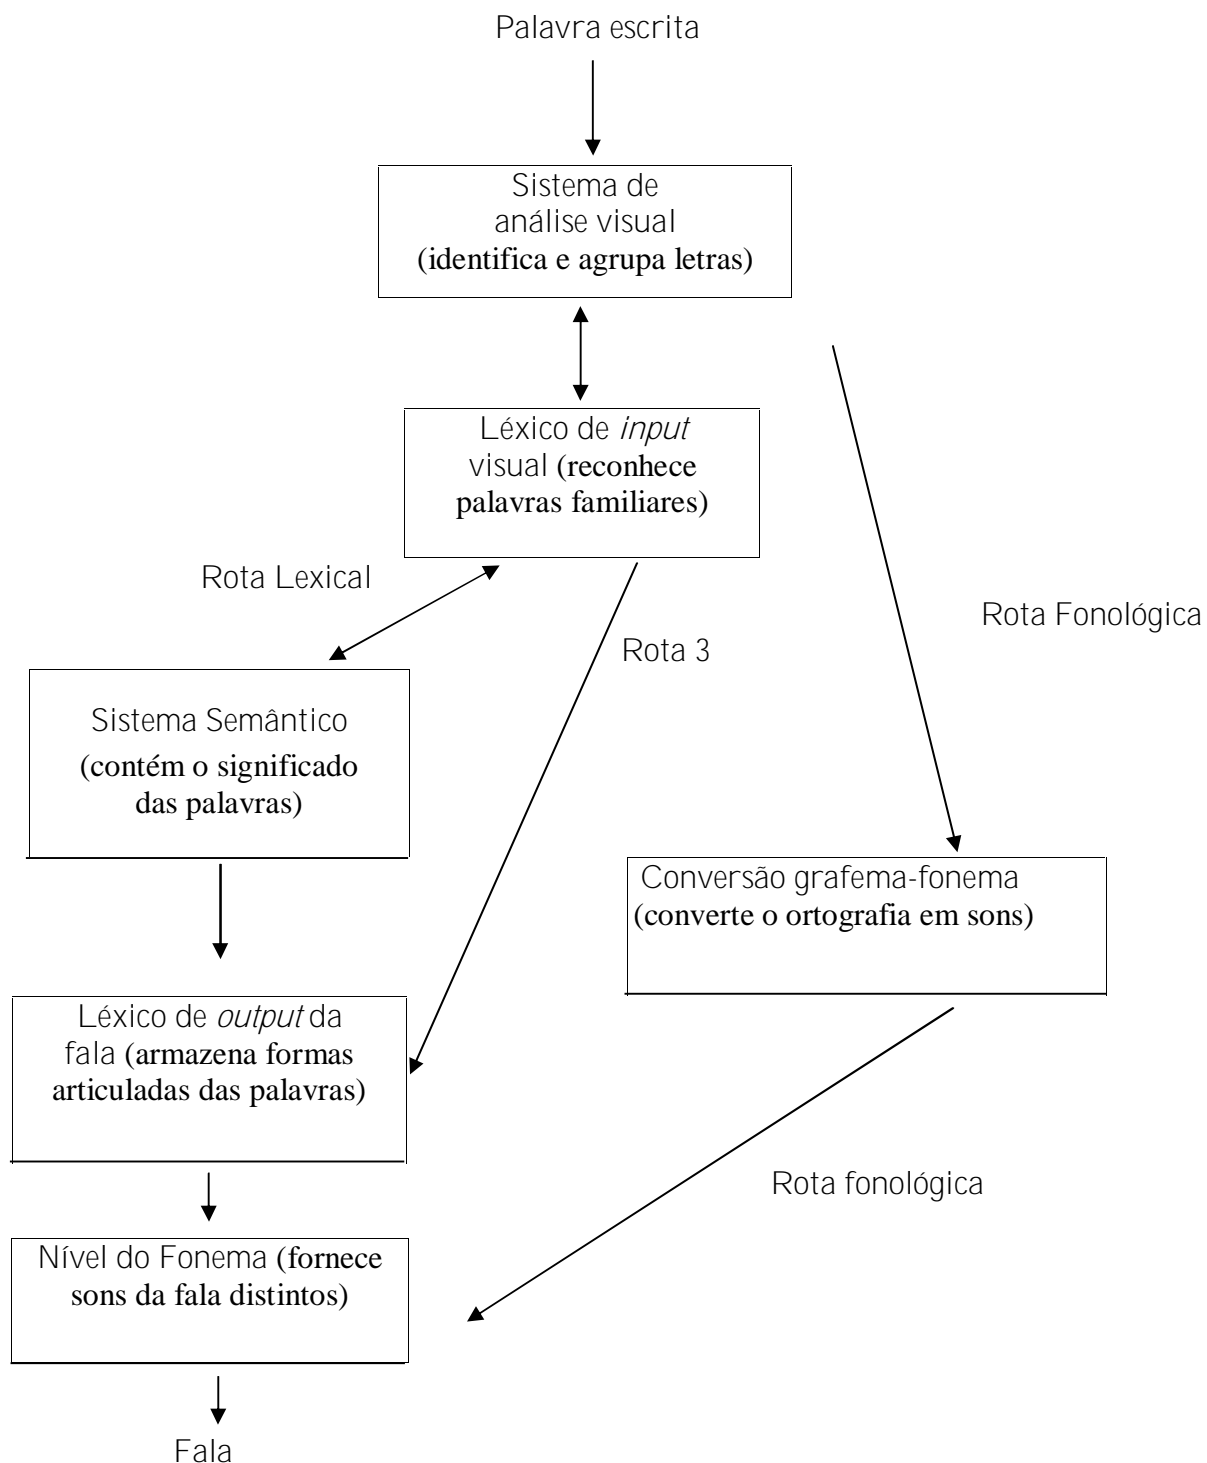 Palavra escrita
Sistema de
análise visual
(identifica e agrupa letras)
Léxico de input
visual (reconhece
palavras familiares)
Rota Lexical
Rota Fonológica
Rota 3
Sistema Semântico
(contém o significado
das palavras)
Conversão grafema-fonema
(converte o ortografia em sons)
Léxico de output da
fala (armazena formas
articuladas das palavras)
Rota fonológica
Nível do Fonema (fornece
sons da fala distintos)
Fala